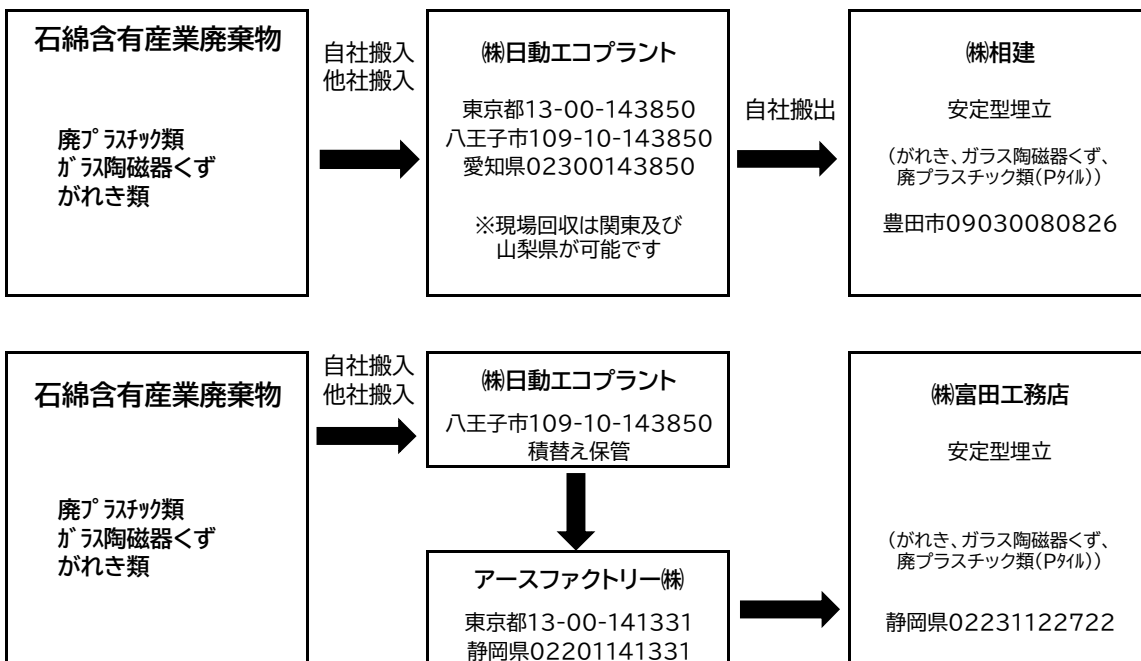 石綿含有産業廃棄物
廃プラスチック類
ガラス陶磁器くず
がれき類
自社搬入
他社搬入
㈱日動エコプラント
東京都13-00-143850
八王子市109-10-143850
愛知県02300143850
※現場回収は関東及び
山梨県が可能です
自社搬出
㈱相建
安定型埋立
(がれき、ガラス陶磁器くず、
廃プラスチック類(Pタイル))
豊田市09030080826
石綿含有産業廃棄物
廃プラスチック類
ガラス陶磁器くず
がれき類
自社搬入
他社搬入
㈱日動エコプラント
八王子市109-10-143850
積替え保管
アースファクトリー㈱
東京都13-00-141331
静岡県02201141331
㈱富田工務店
安定型埋立
(がれき、ガラス陶磁器くず、
廃プラスチック類(Pタイル))
静岡県02231122722